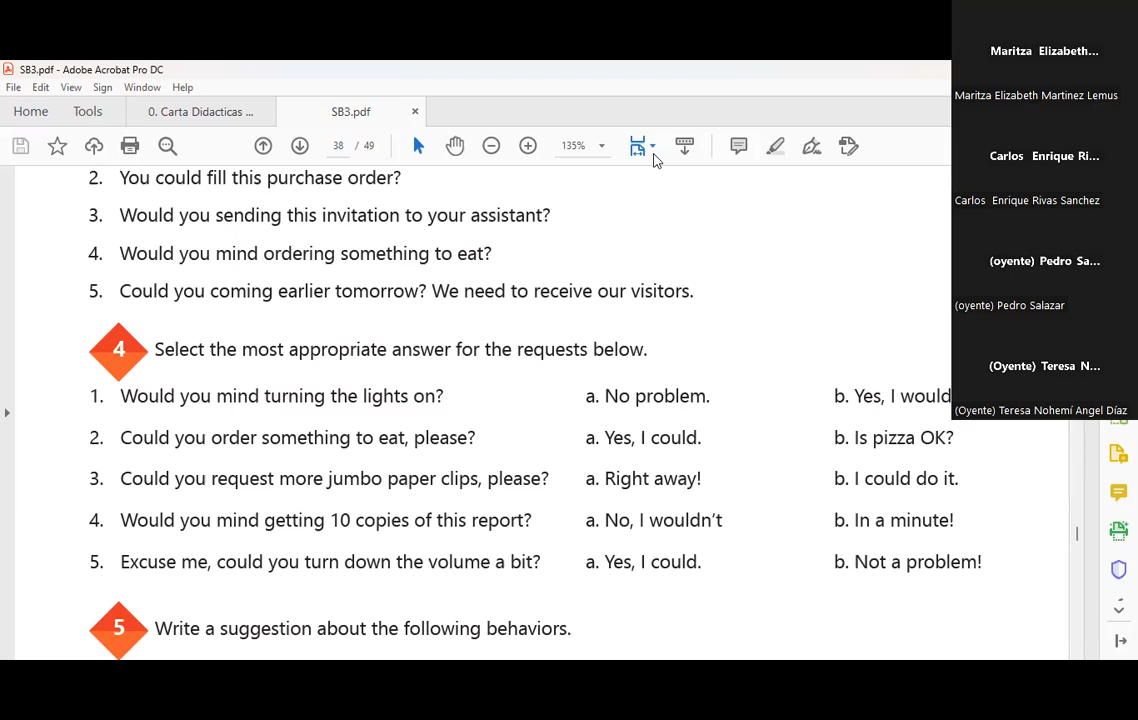 SB3.pdf - Adobe Acrobat Pro DC
File Edit View Sign Window Help
Home Tools 0. Carta Didacticas ... SB3.pdf ×
38 / 49 135%
2. You could fill this purchase order?
3. Would you sending this invitation to your assistant?
4. Would you mind ordering something to eat?
5. Could you coming earlier tomorrow? We need to receive our visitors.
4 Select the most appropriate answer for the requests below.
1. Would you mind turning the lights on? a. No problem. b. Yes, I would
2. Could you order something to eat, please? a. Yes, I could. b. Is pizza OK?
3. Could you request more jumbo paper clips, please? a. Right away! b. I could do it.
4. Would you mind getting 10 copies of this report? a. No, I wouldn't b. In a minute!
5. Excuse me, could you turn down the volume a bit? a. Yes, I could. b. Not a problem!
5 Write a suggestion about the following behaviors.
Maritza Elizabeth...
Maritza Elizabeth Martinez Lemus
Carlos Enrique Ri...
Carlos Enrique Rivas Sanchez
(oyente) Pedro Sa...
(oyente) Pedro Salazar
(Oyente) Teresa N...
(Oyente) Teresa Nohemí Angel Díaz